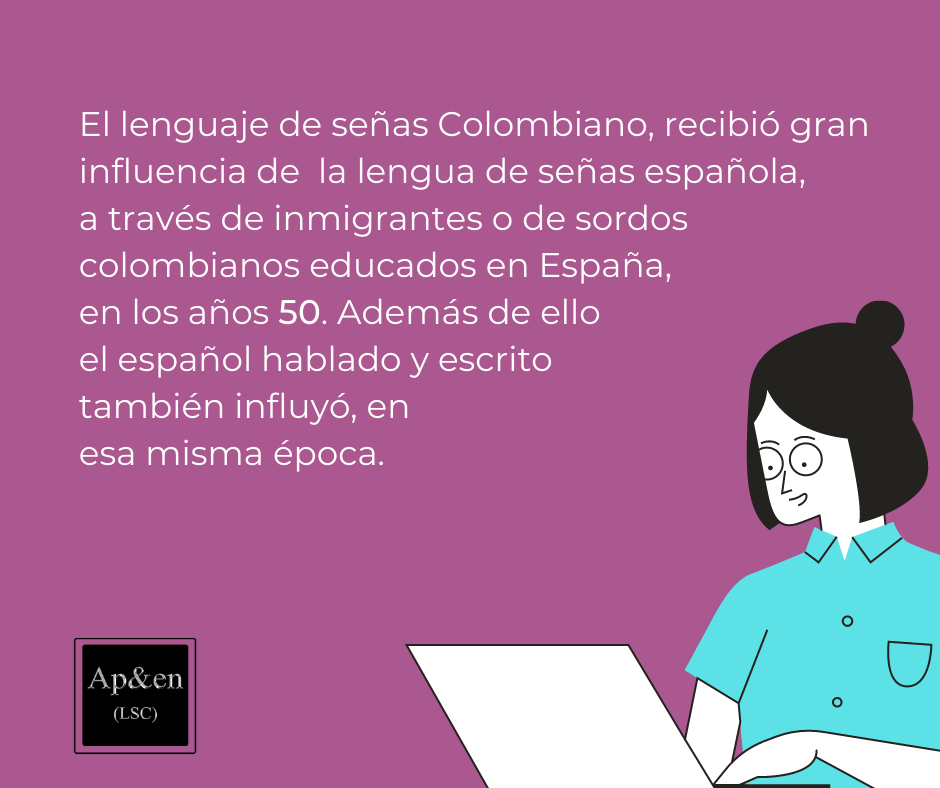 El lenguaje de señas Colombiano, recibió gran
influencia de  la lengua de señas española,
a través de inmigrantes o de sordos
colombianos educados en España,
en los años 50. Además de ello
el español hablado y escrito
también influyó, en
esa misma época.
Ap&en
(LSC)